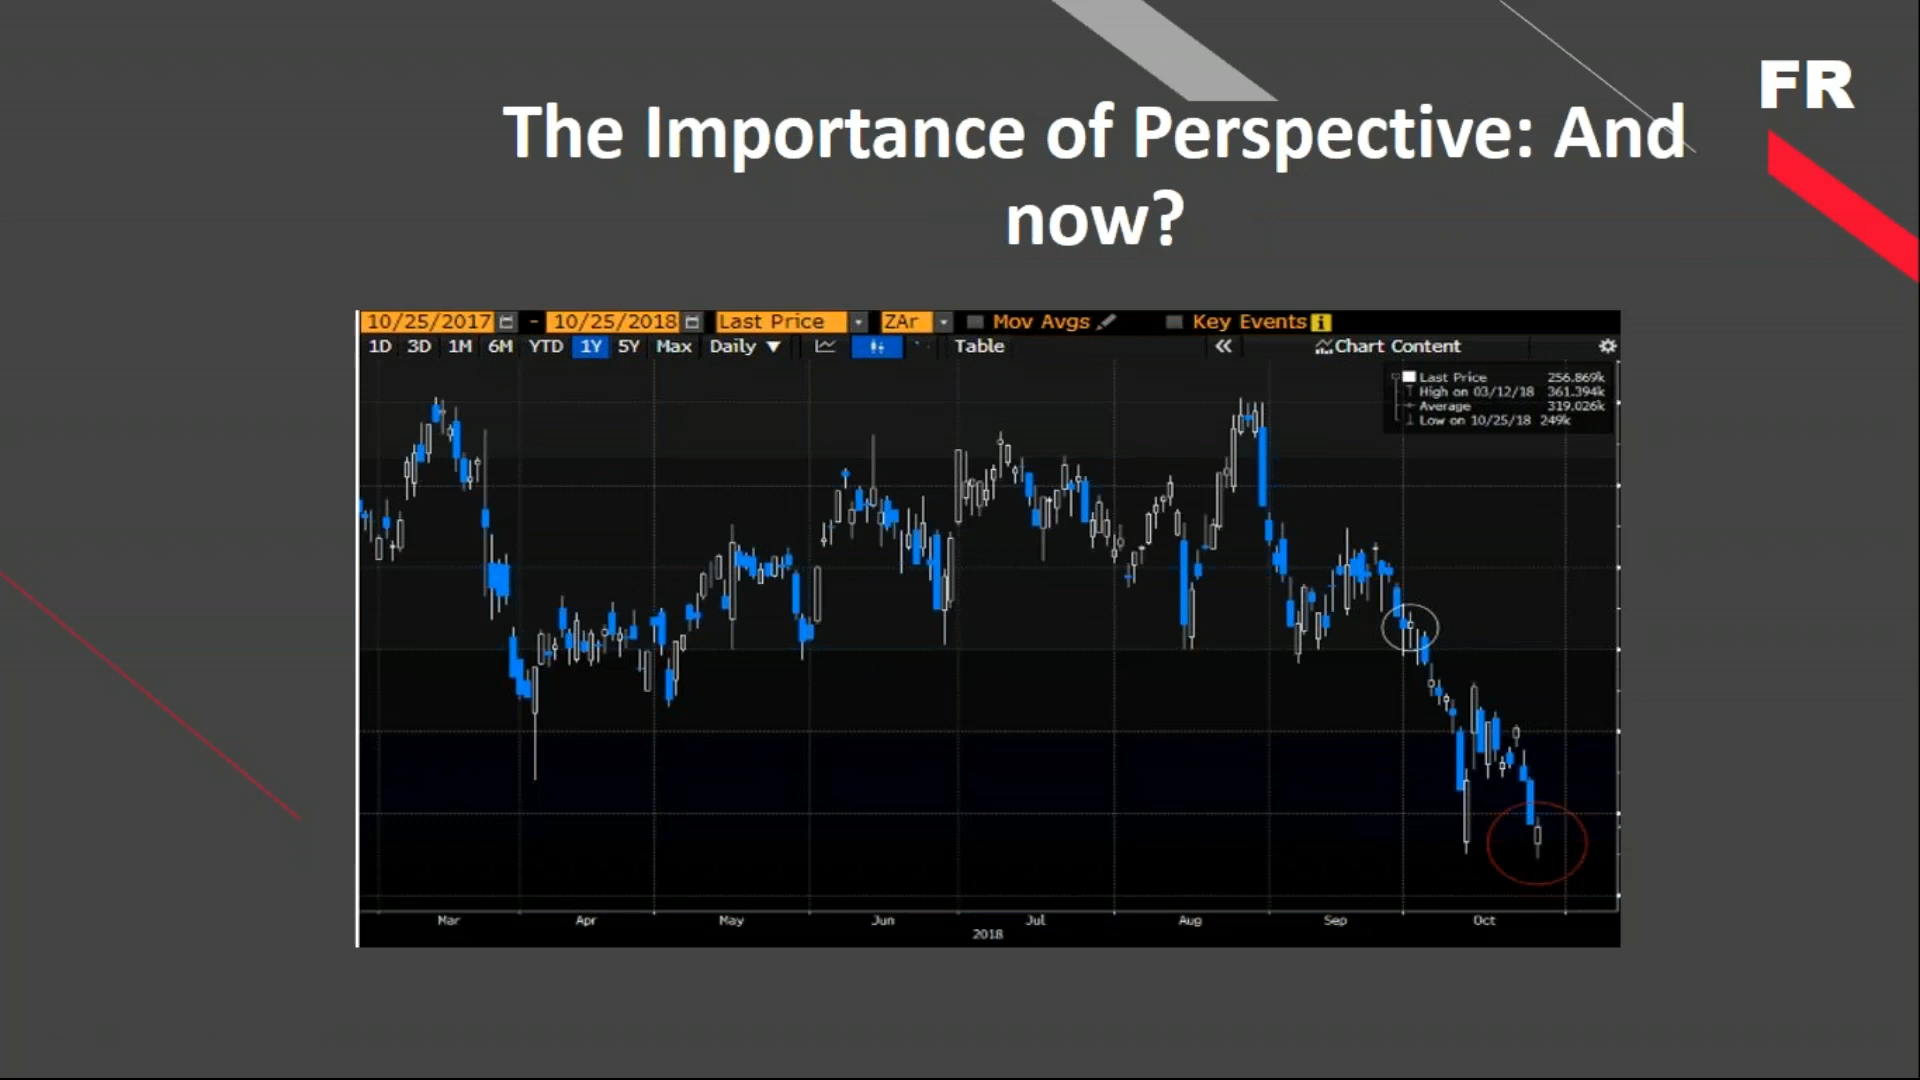 FR
The Importance of Perspective: And
now?
10/25/2017 - 10/25/2018 Last Price ZAr Mov Avgs Key Events
1D 3D 1M 6M YTD 1Y 5Y Max Daily ▼ Table « Chart Content
Last Price 256.869k
High on 03/12/18 361.394k
Average 319.026k
Low on 10/25/18 249k
Mar Apr May Jun Jul Aug Sep Oct
2018